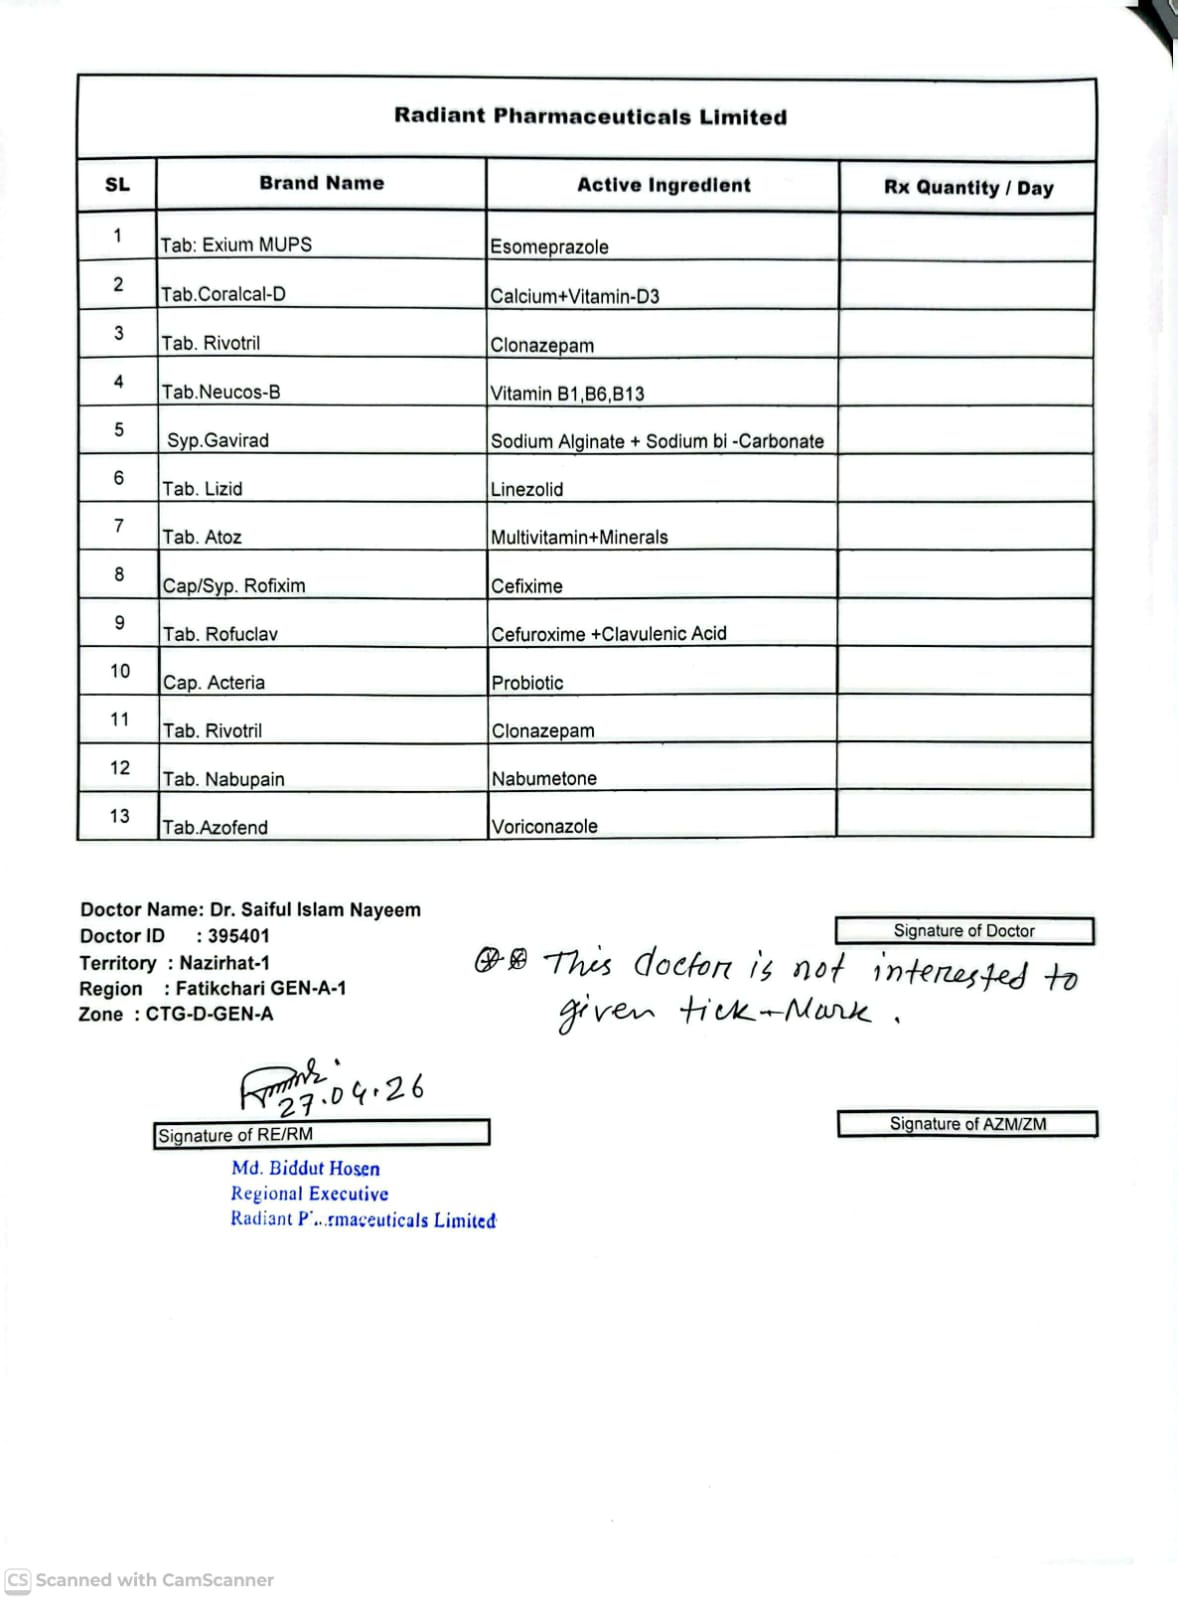 Radiant Pharmaceuticals Limited
SL Brand Name Active Ingredient Rx Quantity / Day
1 Tab: Exium MUPS Esomeprazole
2 Tab.Coralcal-D Calcium+Vitamin-D3
3 Tab. Rivotril Clonazepam
4 Tab.Neucos-B Vitamin B1,B6,B13
5 Syp.Gavirad Sodium Alginate + Sodium bi -Carbonate
6 Tab. Lizid Linezolid
7 Tab. Atoz Multivitamin+Minerals
8 Cap/Syp. Rofixim Cefixime
9 Tab. Rofuclav Cefuroxime +Clavulenic Acid
10 Cap. Acteria Probiotic
11 Tab. Rivotril Clonazepam
12 Tab. Nabupain Nabumetone
13 Tab.Azofend Voriconazole
Doctor Name: Dr. Saiful Islam Nayeem
Doctor ID : 395401
Territory : Nazirhat-1
Region : Fatikchari GEN-A-1
Zone : CTG-D-GEN-A
Signature of Doctor
This doctor is not interested to
given tick-Mark.
27.04.26
Signature of RE/RM
Signature of AZM/ZM
Md. Biddut Hosen
Regional Executive
Radiant P...rmaceuticals Limited
CS Scanned with CamScanner